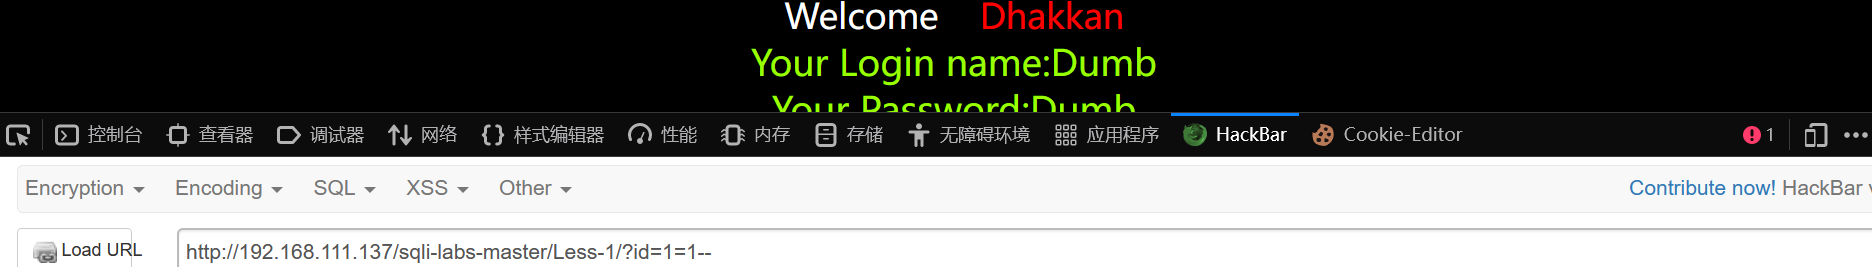 Welcome Dhakkan
Your Login name:Dumb
Your Password:Dumb
控制台 查看器 调试器 网络 样式编辑器 性能 内存 存储 无障碍环境 应用程序 HackBar Cookie-Editor 1
Encryption Encoding SQL XSS Other Contribute now! HackBar v
Load URL http://192.168.111.137/sqli-labs-master/Less-1/?id=1=1--